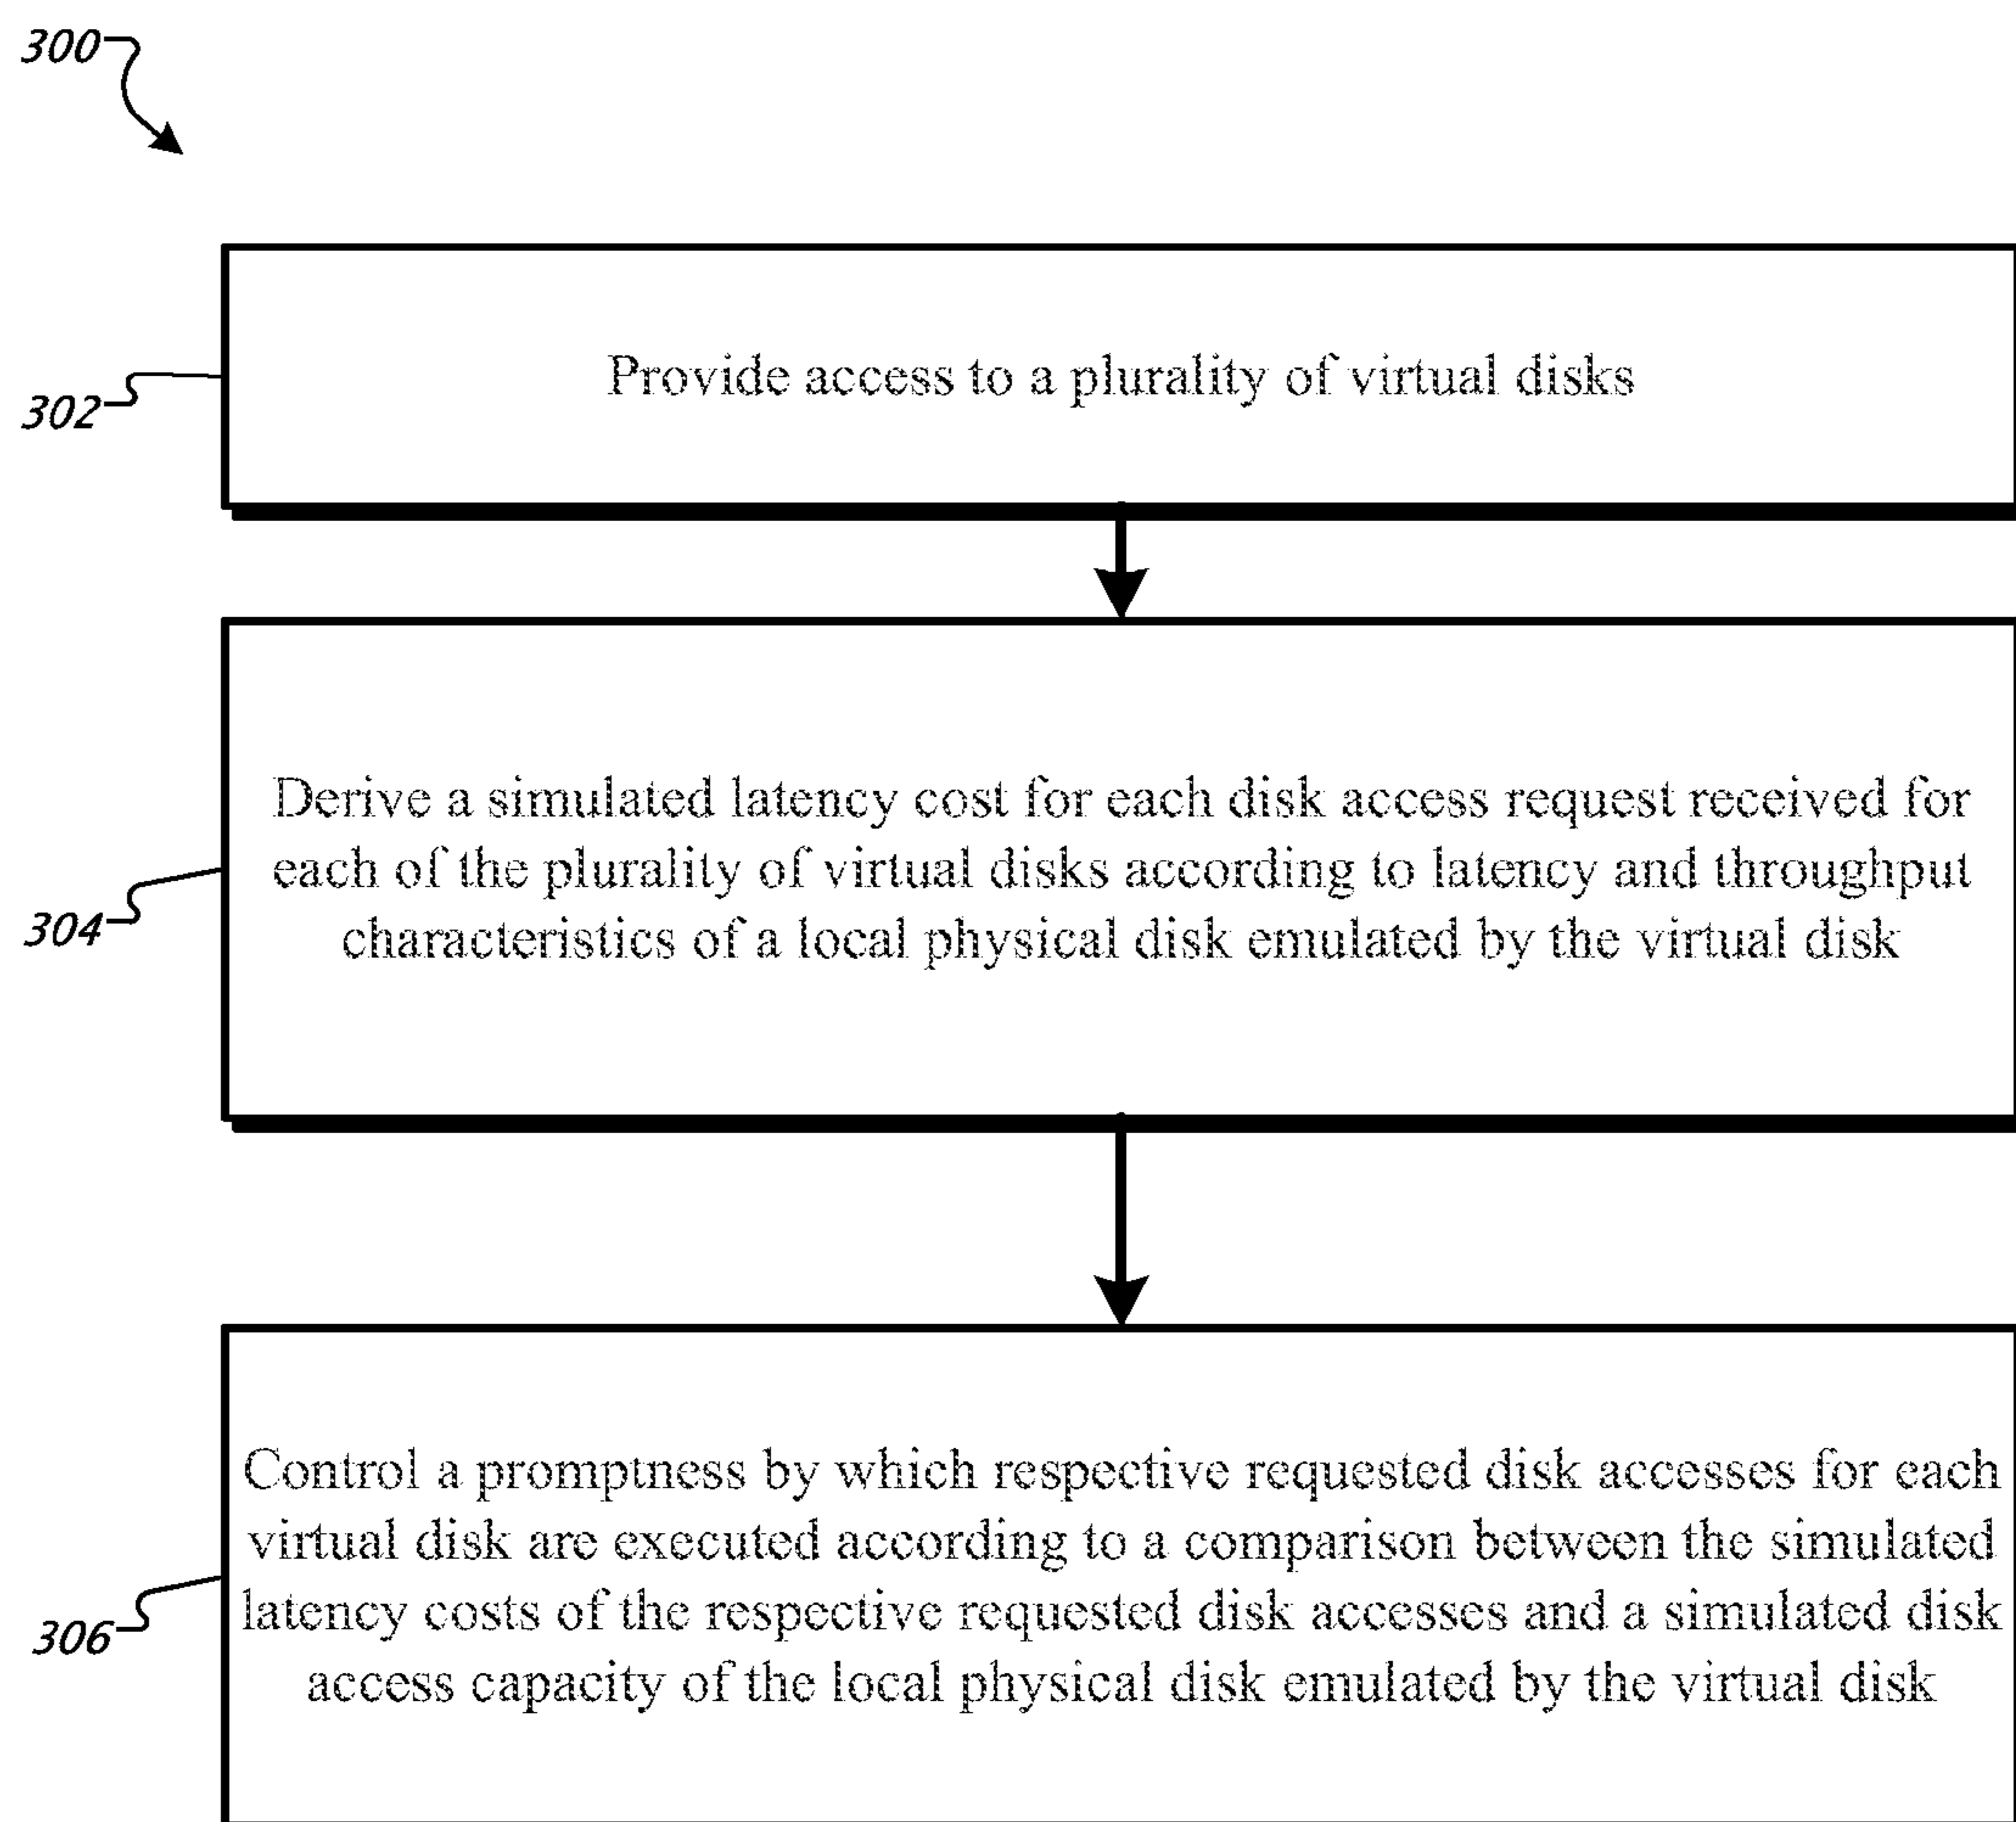 300
302
Provide access to a plurality of virtual disks
304
Derive a simulated latency cost for each disk access request received for
each of the plurality of virtual disks according to latency and throughput
characteristics of a local physical disk emulated by the virtual disk
306
Control a promptness by which respective requested disk accesses for each
virtual disk are executed according to a comparison between the simulated
latency costs of the respective requested disk accesses and a simulated disk
access capacity of the local physical disk emulated by the virtual disk